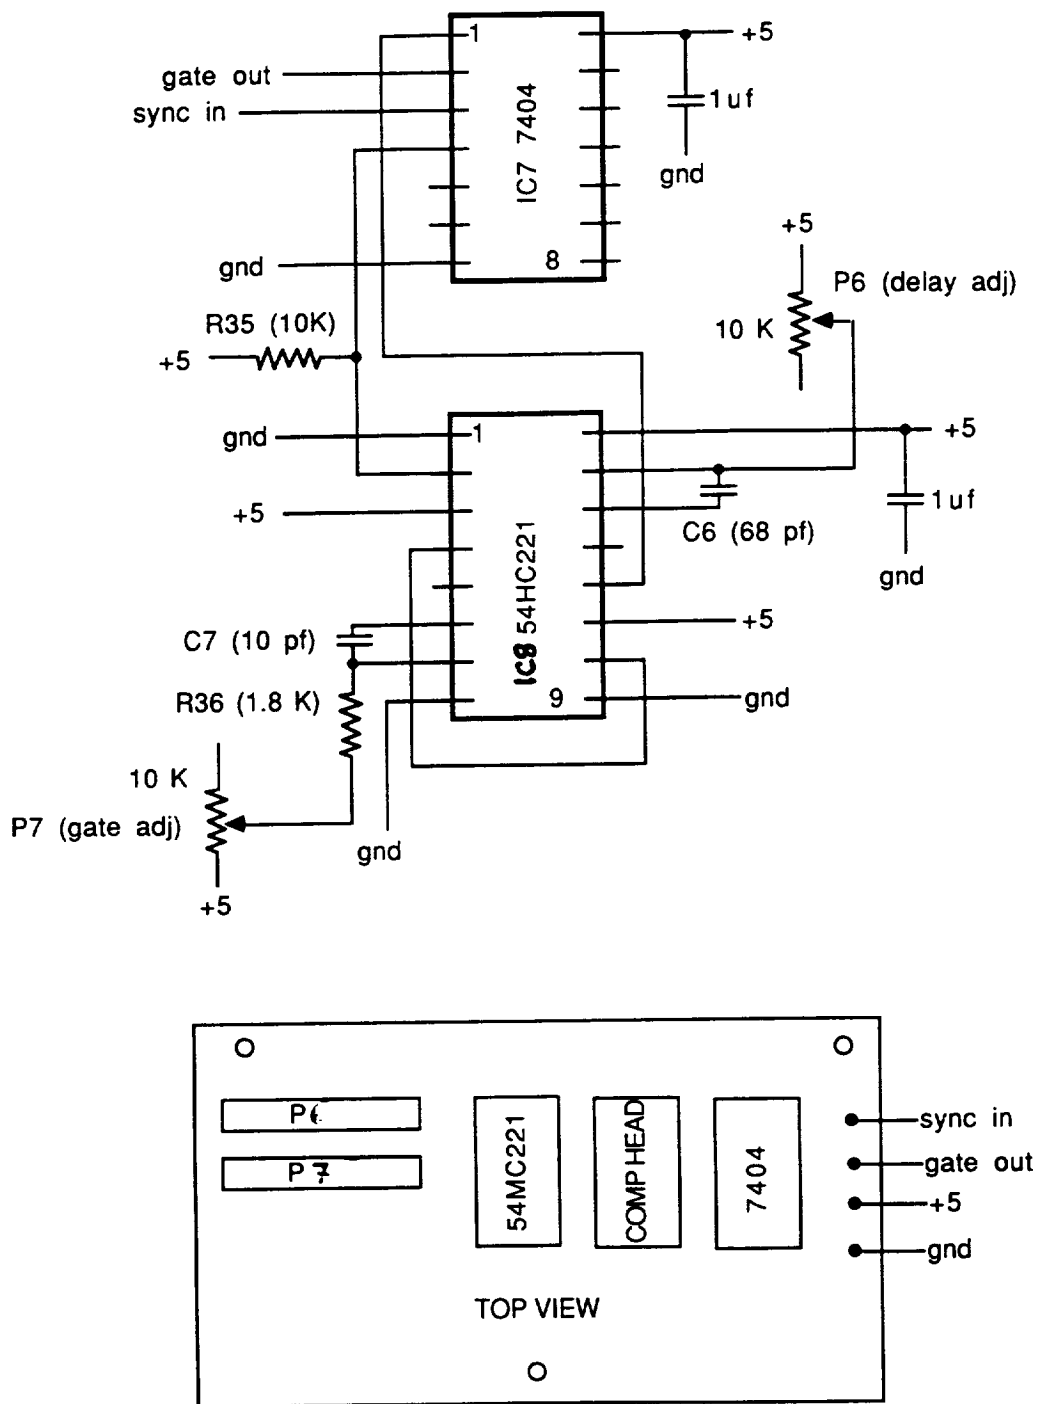 1
+5
gate out
sync in
IC7 7404
1uf
gnd
+5
gnd
8
P6 (delay adj)
10 K
R35 (10K)
+5
gnd
1
+5
+5
1uf
C6 (68 pf)
gnd
IC8 54HC221
+5
C7 (10 pf)
R36 (1.8 K)
9
gnd
10 K
P7 (gate adj)
gnd
+5
P6
P7
54MC221
COMP HEAD
7404
sync in
gate out
+5
gnd
TOP VIEW